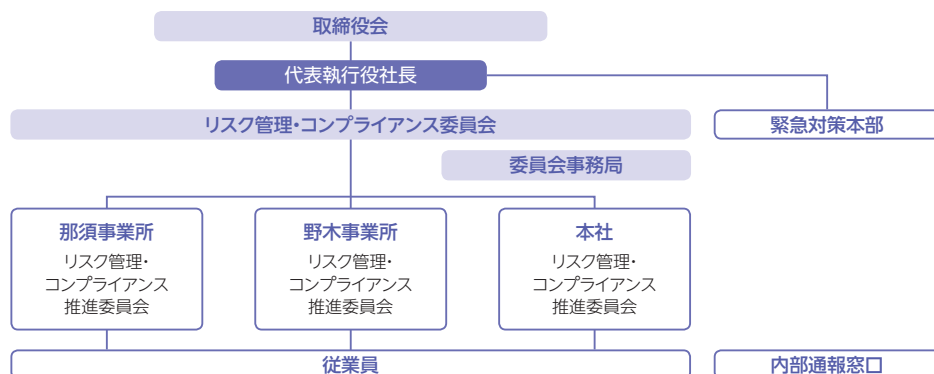 取締役会
代表執行役社長
リスク管理・コンプライアンス委員会
緊急対策本部
委員会事務局
那須事業所
リスク管理・
コンプライアンス
推進委員会
野木事業所
リスク管理・
コンプライアンス
推進委員会
本社
リスク管理・
コンプライアンス
推進委員会
従業員
内部通報窓口